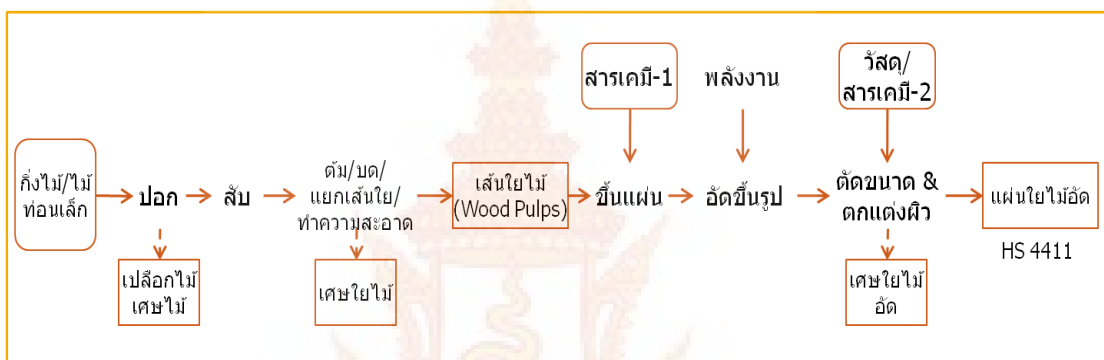 สารเคมี-1
พลังงาน
วัสดุ/
สารเคมี-2
กิ่งไม้/ไม้
ท่อนเล็ก
ปอก
สับ
ต้ม/บด/
แยกเส้นใย/
ทำความสะอาด
เส้นใยไม้
(Wood Pulps)
ขึ้นแผ่น
อัดขึ้นรูป
ตัดขนาด &
ตกแต่งผิว
แผ่นใยไม้อัด
HS 4411
เปลือกไม้
เศษไม้
เศษใยไม้
เศษใยไม้
อัด